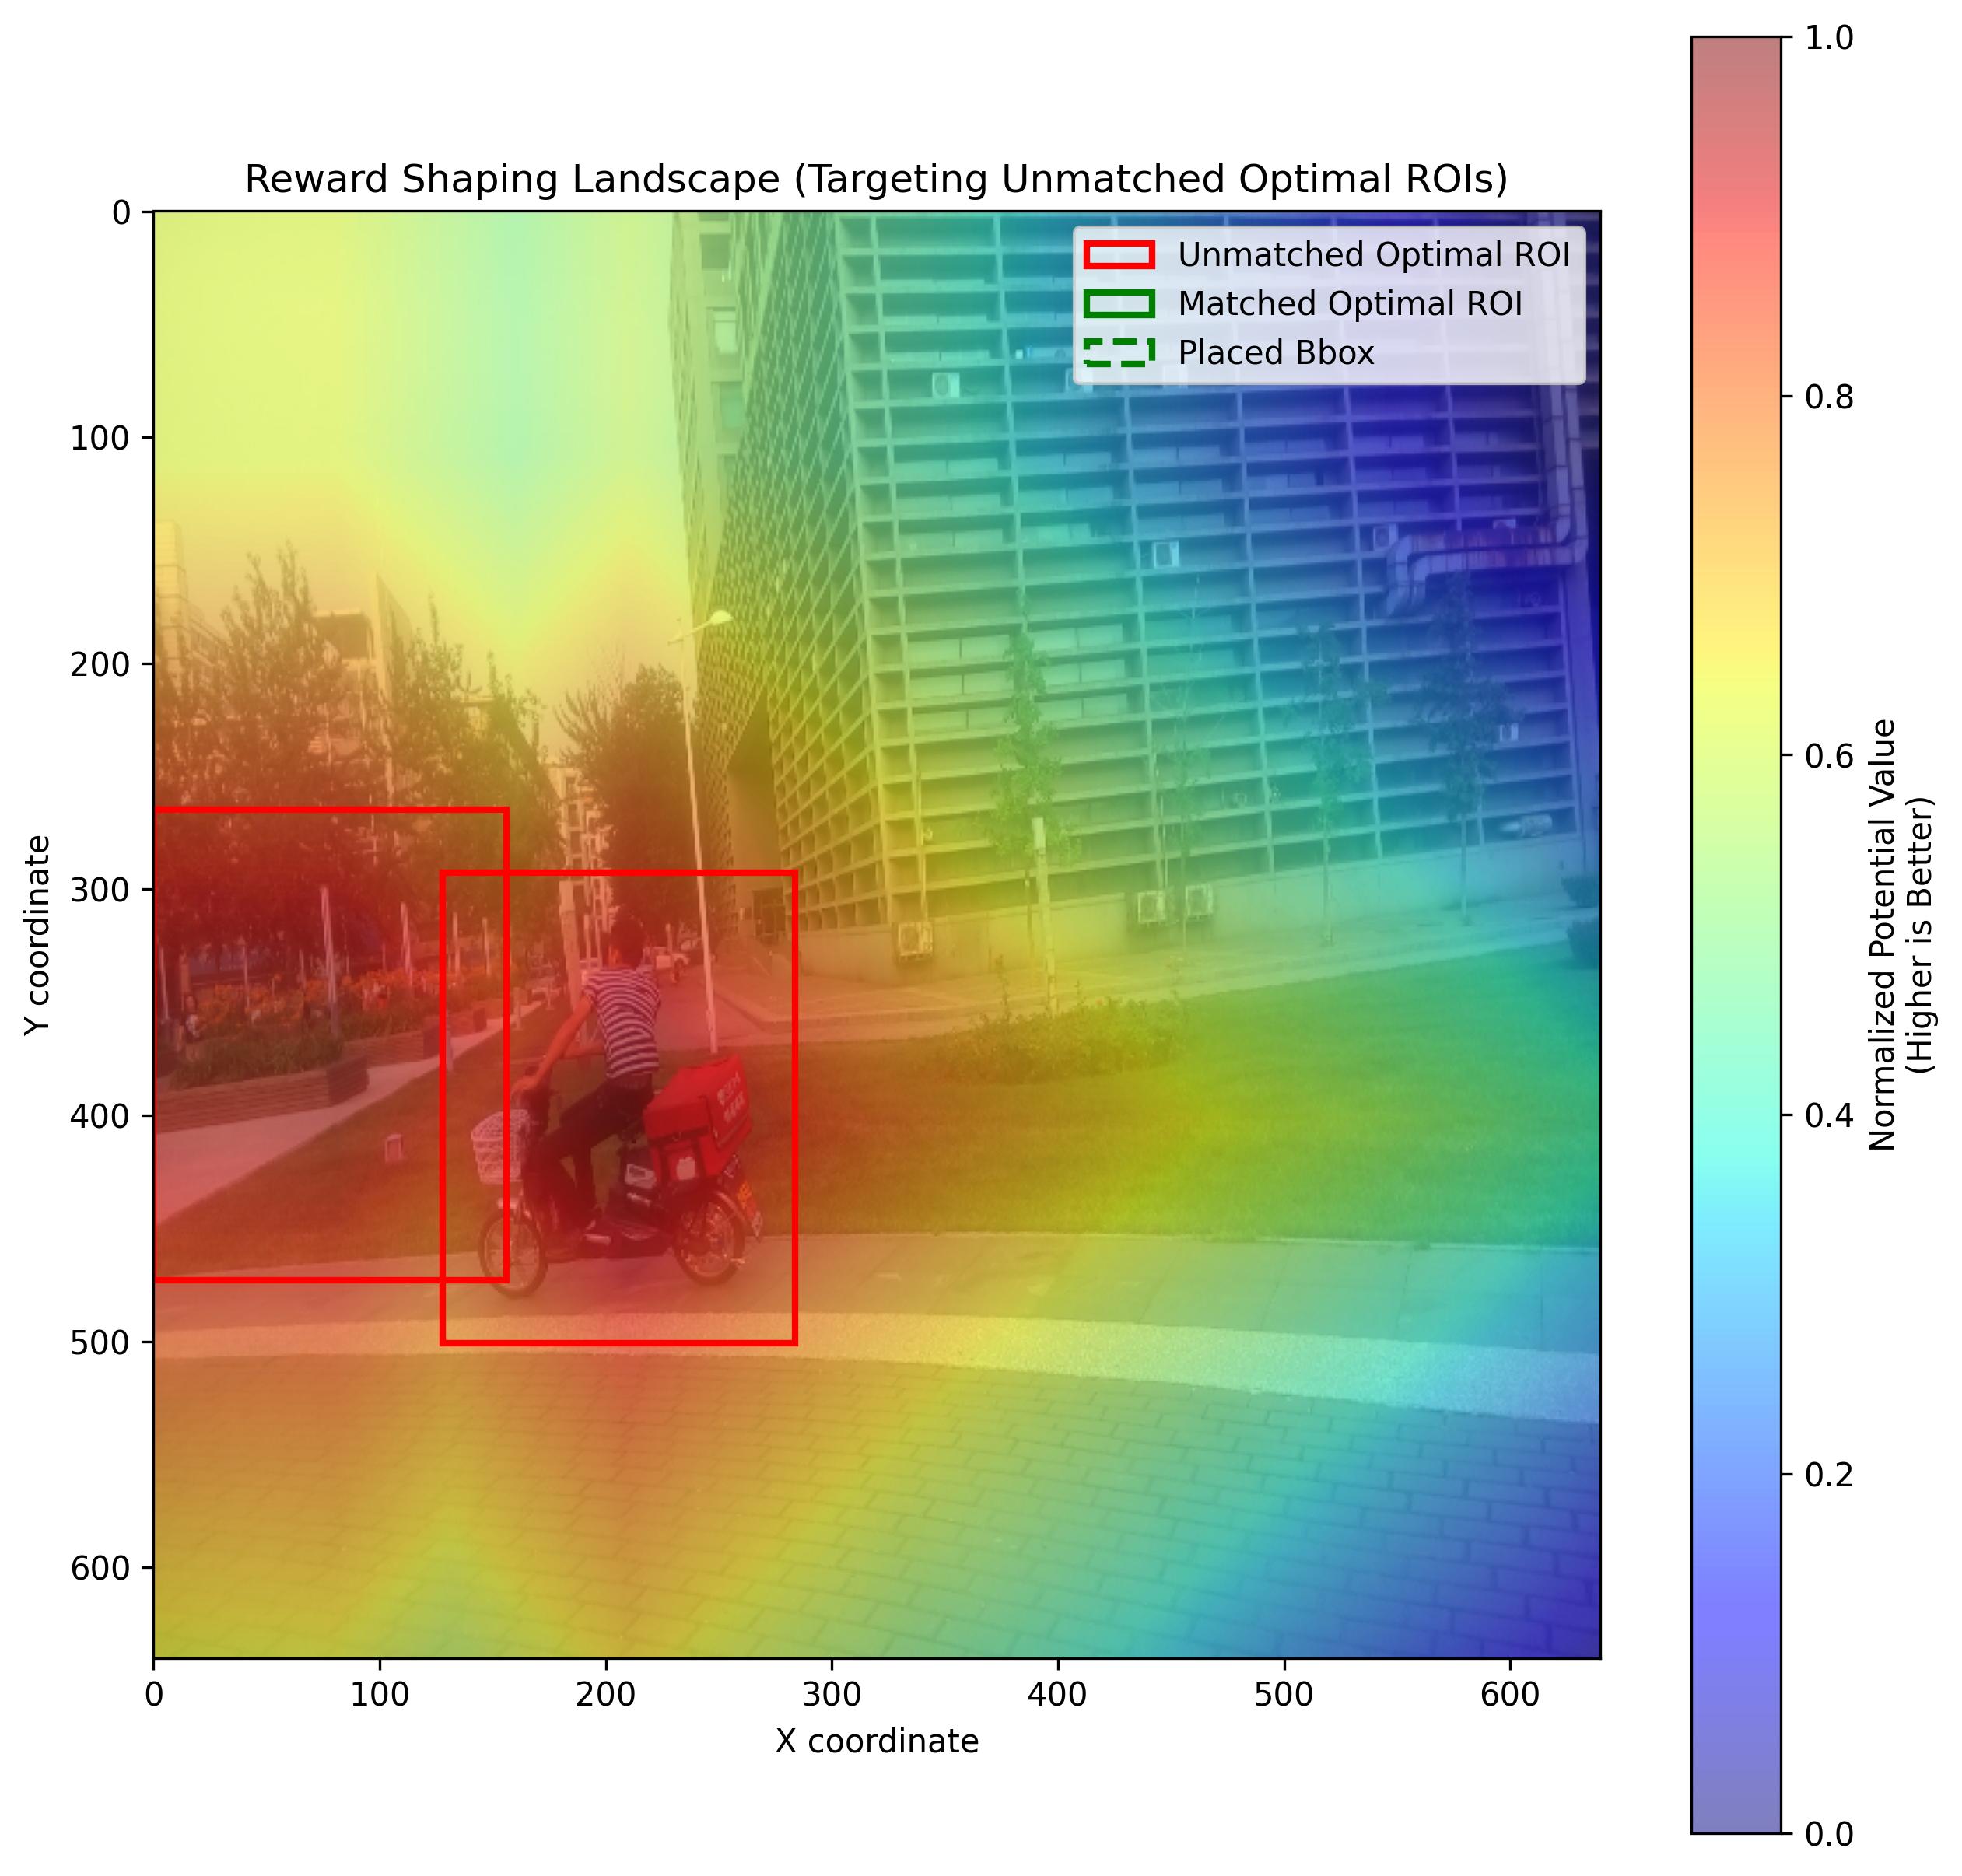 Reward Shaping Landscape (Targeting Unmatched Optimal ROIs)
Unmatched Optimal ROI
Matched Optimal ROI
Placed Bbox
0
100
200
300
400
500
600
Y coordinate
0
100
200
300
400
500
600
X coordinate
1.0
0.8
0.6
0.4
0.2
0.0
Normalized Potential Value
(Higher is Better)